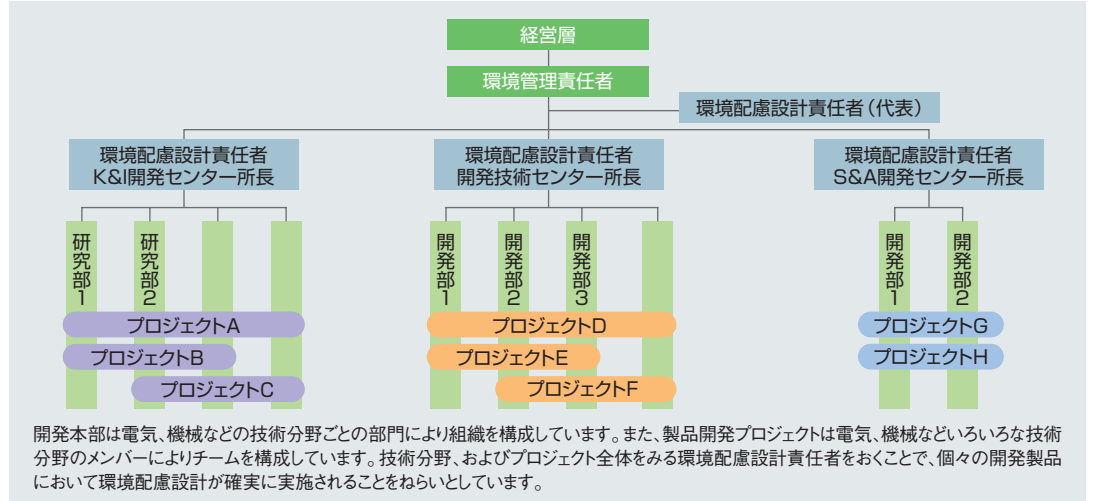 経営層
環境管理責任者
環境配慮設計責任者（代表）
環境配慮設計責任者
K&I開発センター所長
環境配慮設計責任者
開発技術センター所長
環境配慮設計責任者
S&A開発センター所長
研究部1
研究部2
開発部1
開発部2
開発部3
開発部1
開発部2
プロジェクトA
プロジェクトB
プロジェクトC
プロジェクトD
プロジェクトE
プロジェクトF
プロジェクトG
プロジェクトH
開発本部は電気、機械などの技術分野ごとの部門により組織を構成しています。また、製品開発プロジェクトは電気、機械などいろいろな技術
分野のメンバーによりチームを構成しています。技術分野、およびプロジェクト全体をみる環境配慮設計責任者をおくことで、個々の開発製品
において環境配慮設計が確実に実施されることをねらいとしています。